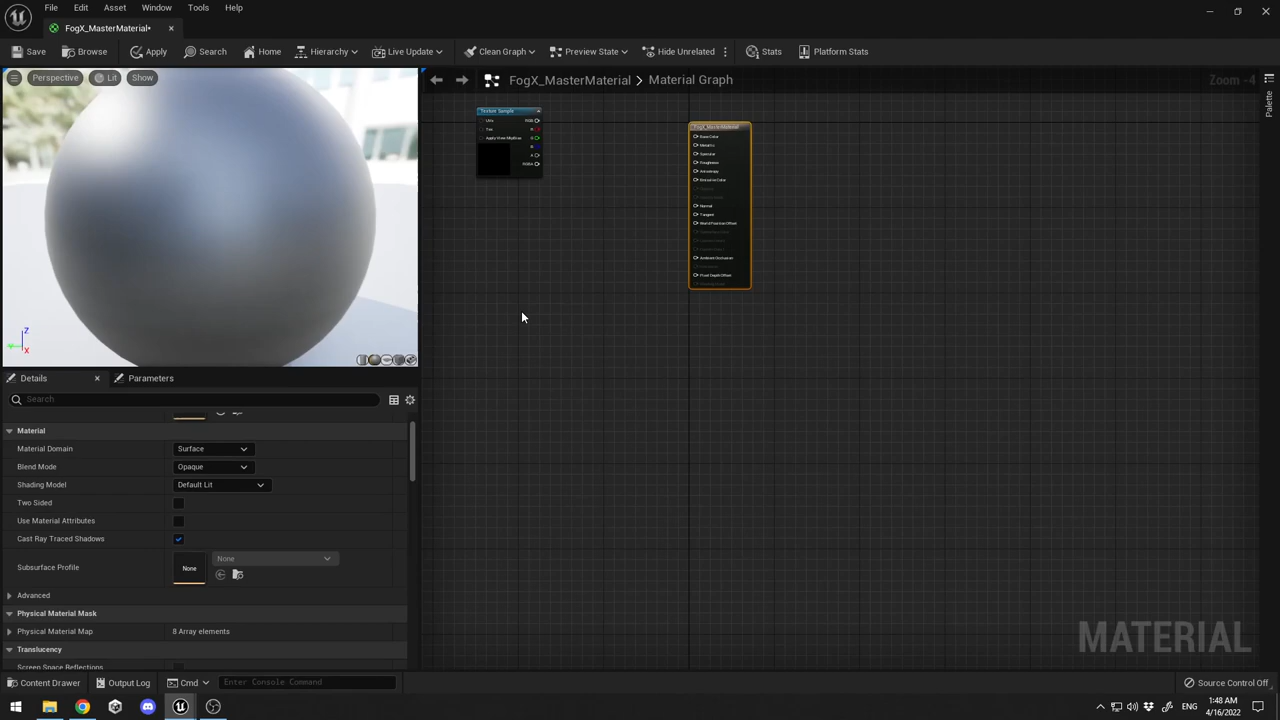 File Edit Asset Window Tools Help
FogX_MasterMaterial*
Save Browse Apply Search Home Hierarchy Live Update Clean Graph Preview State Hide Unrelated Stats Platform Stats
Perspective Lit Show
FogX_MasterMaterial > Material Graph Zoom -4
Palette
Texture Sample
UVs RGB
Tex R
Apply View MipBias G
B
A
RGBA
FogX_MasterMaterial
Base Color
Metallic
Specular
Roughness
Anisotropy
Emissive Color
Normal
Tangent
World Position Offset
Ambient Occlusion
Pixel Depth Offset
Z
X
Details Parameters
Search
Material
Material Domain Surface
Blend Mode Opaque
Shading Model Default Lit
Two Sided
Use Material Attributes
Cast Ray Traced Shadows
Subsurface Profile None None
Advanced
Physical Material Mask
Physical Material Map 8 Array elements
Translucency
Screen Space Reflections
MATERIAL
Content Drawer Output Log Cmd Enter Console Command Source Control Off
ENG
1:48 AM
4/16/2022